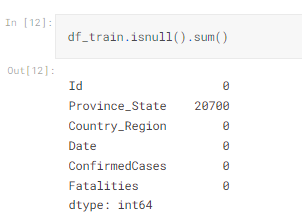 In [12]:
df_train.isnull().sum()
Out[12]:
Id 0
Province_State 20700
Country_Region 0
Date 0
ConfirmedCases 0
Fatalities 0
dtype: int64